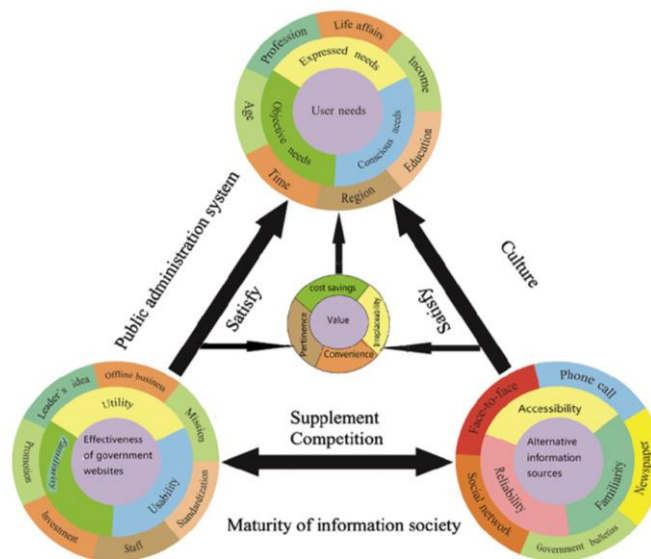 Life affairs
Profession
Income
Expressed needs
User needs
Age
Objective needs
Conscious needs
Education
Time
Region
Public administration system
Culture
Satisfy
Satisfy
cost savings
Irreplaceability
Value
Pertinence
Convenience
Leader's idea
Offline business
Utility
Mission
Effectiveness
of government
websites
Promotion
Familiarity
Usability
Standardization
Investment
Staff
Supplement
Competition
Maturity of information society
Face-to-face
Phone call
Accessibility
Newspaper
Alternative
information
sources
Reliability
Familiarity
Social network
Government bulletins